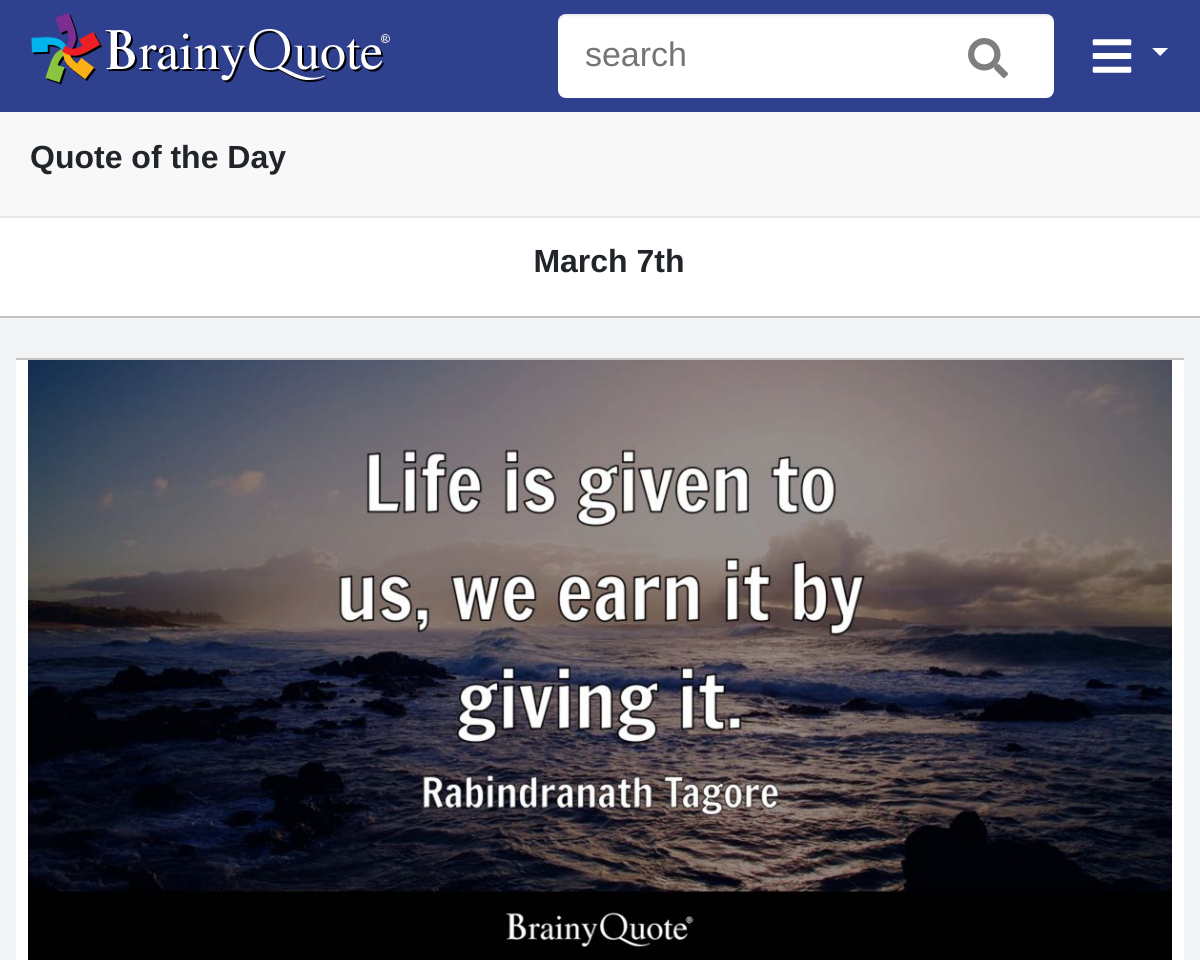 BrainyQuote®
search
Quote of the Day
March 7th
Life is given to
us, we earn it by
giving it.
Rabindranath Tagore
BrainyQuote®